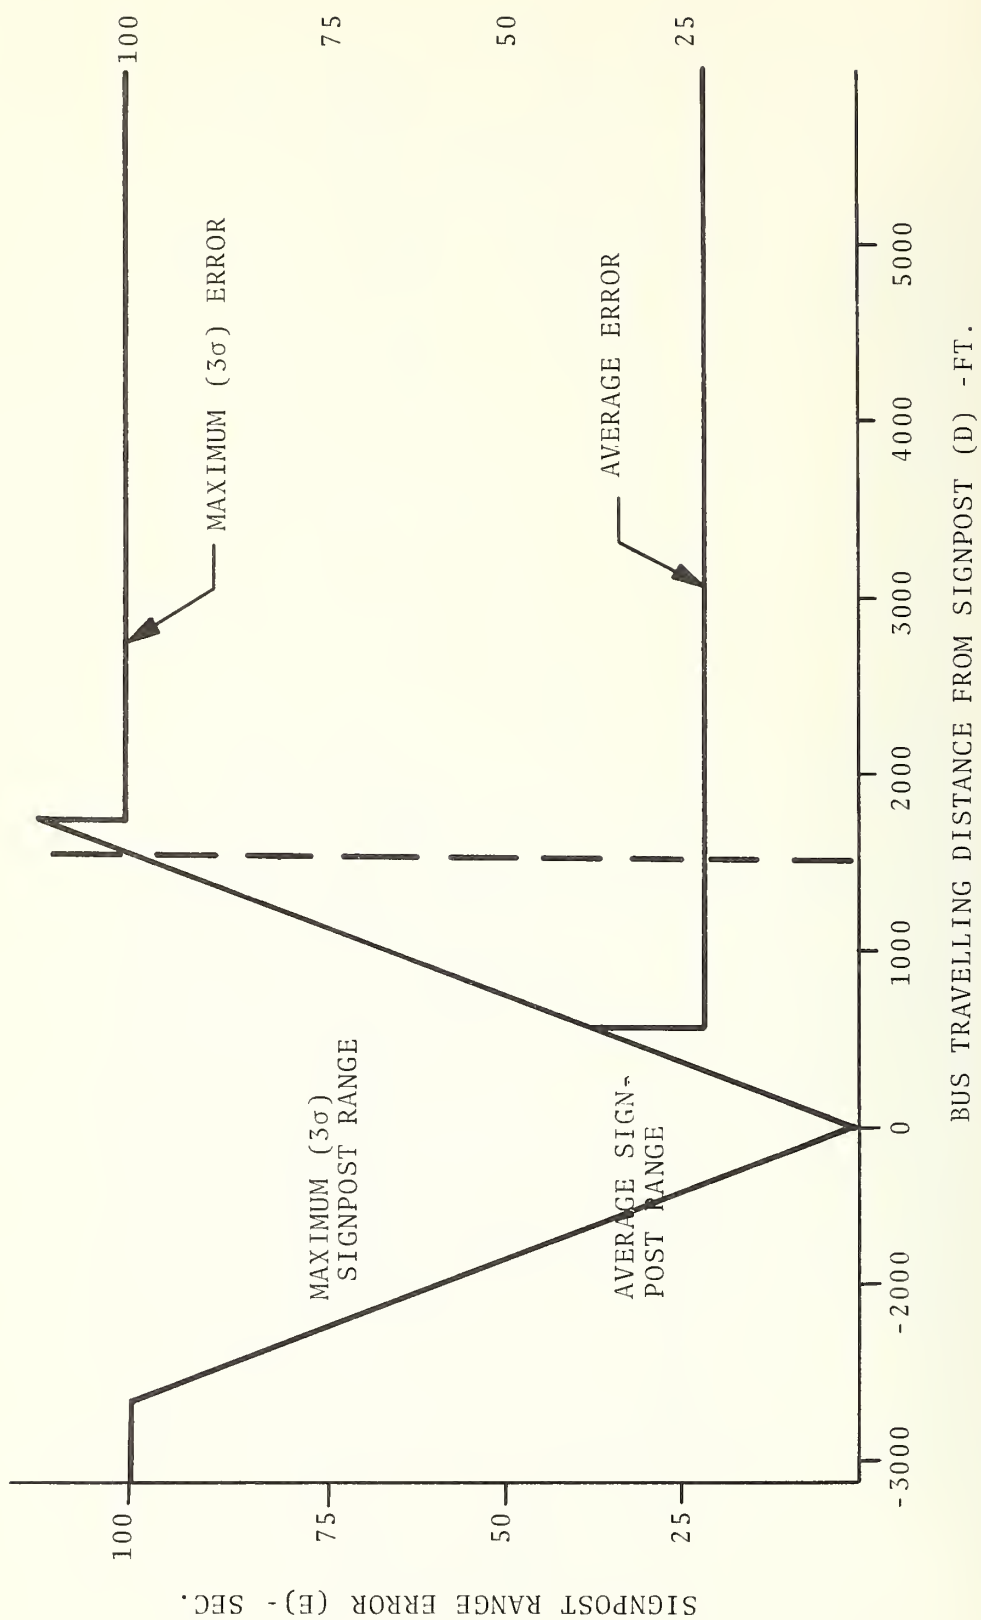 SIGNPOST RANGE ERROR (E) - SEC.
100
75
50
25
100
75
50
25
MAXIMUM (3σ) ERROR
AVERAGE ERROR
MAXIMUM (3σ)
SIGNPOST RANGE
AVERAGE SIGN-
POST RANGE
-3000
-2000
0
1000
2000
3000
4000
5000
BUS TRAVELLING DISTANCE FROM SIGNPOST (D) -FT.